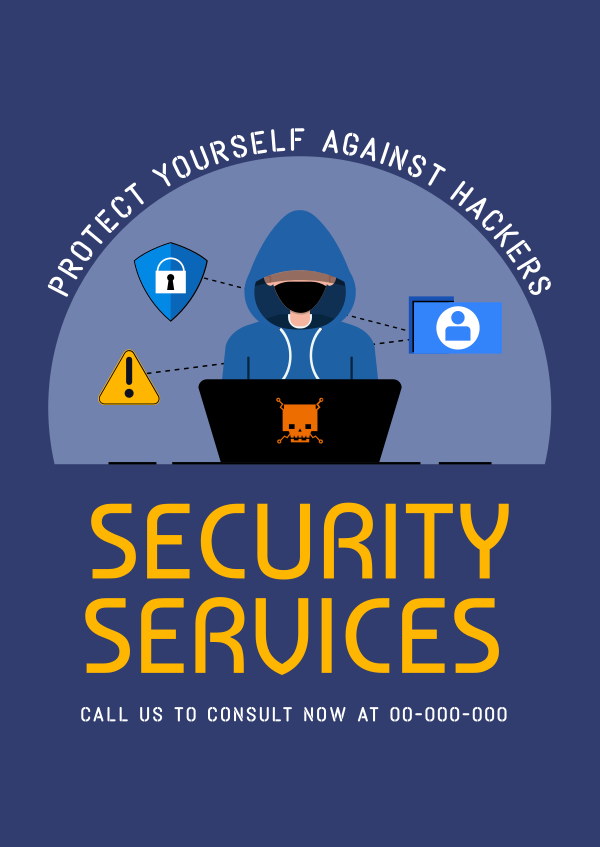 PROTECT YOURSELF AGAINST HACKERS
SECURITY
SERVICES
CALL US TO CONSULT NOW AT 00-000-000